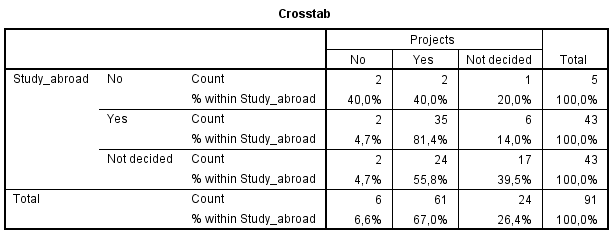 Crosstab
Projects
No Yes Not decided Total
Study_abroad No Count 2 2 1 5
% within Study_abroad 40,0% 40,0% 20,0% 100,0%
Yes Count 2 35 6 43
% within Study_abroad 4,7% 81,4% 14,0% 100,0%
Not decided Count 2 24 17 43
% within Study_abroad 4,7% 55,8% 39,5% 100,0%
Total Count 6 61 24 91
% within Study_abroad 6,6% 67,0% 26,4% 100,0%